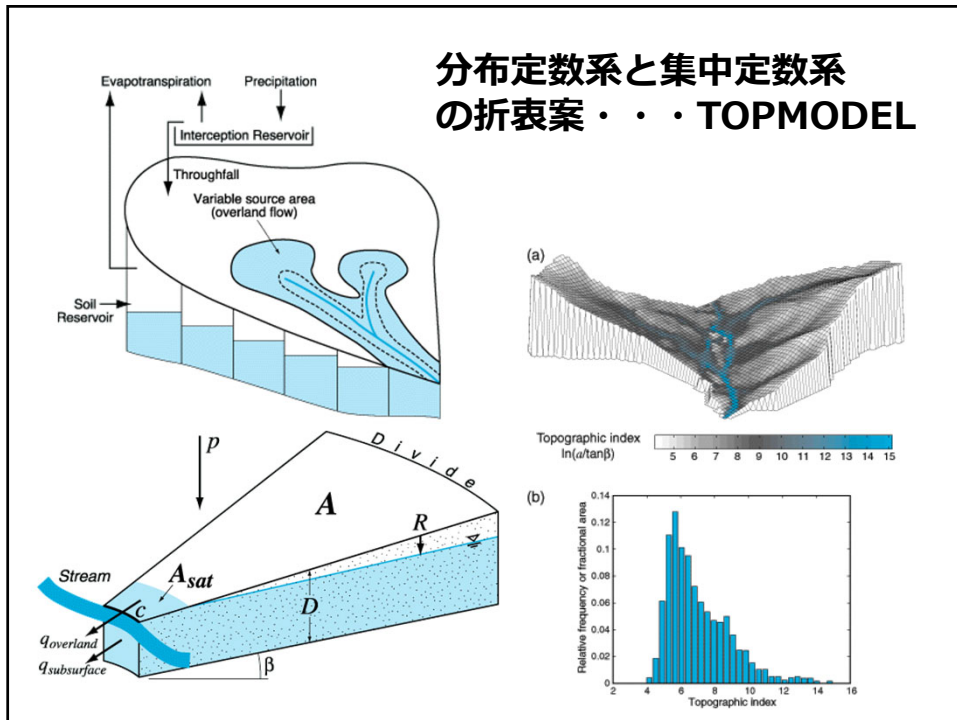 分布定数系と集中定数系
の折衷案・・・TOPMODEL
Evapotranspiration
Precipitation
Interception Reservoir
Throughfall
Variable source area
(overland flow)
Soil
Reservoir
p
Divide
A
R
Stream
Asat
D
c
qoverland
qsubsurface
β
(a)
Topographic index
ln(a/tanβ)
5 6 7 8 9 10 11 12 13 14 15
(b)
Relative frequency or fractional area
0.14
0.12
0.1
0.08
0.06
0.04
0.02
0
2 4 6 8 10 12 14 16
Topographic index